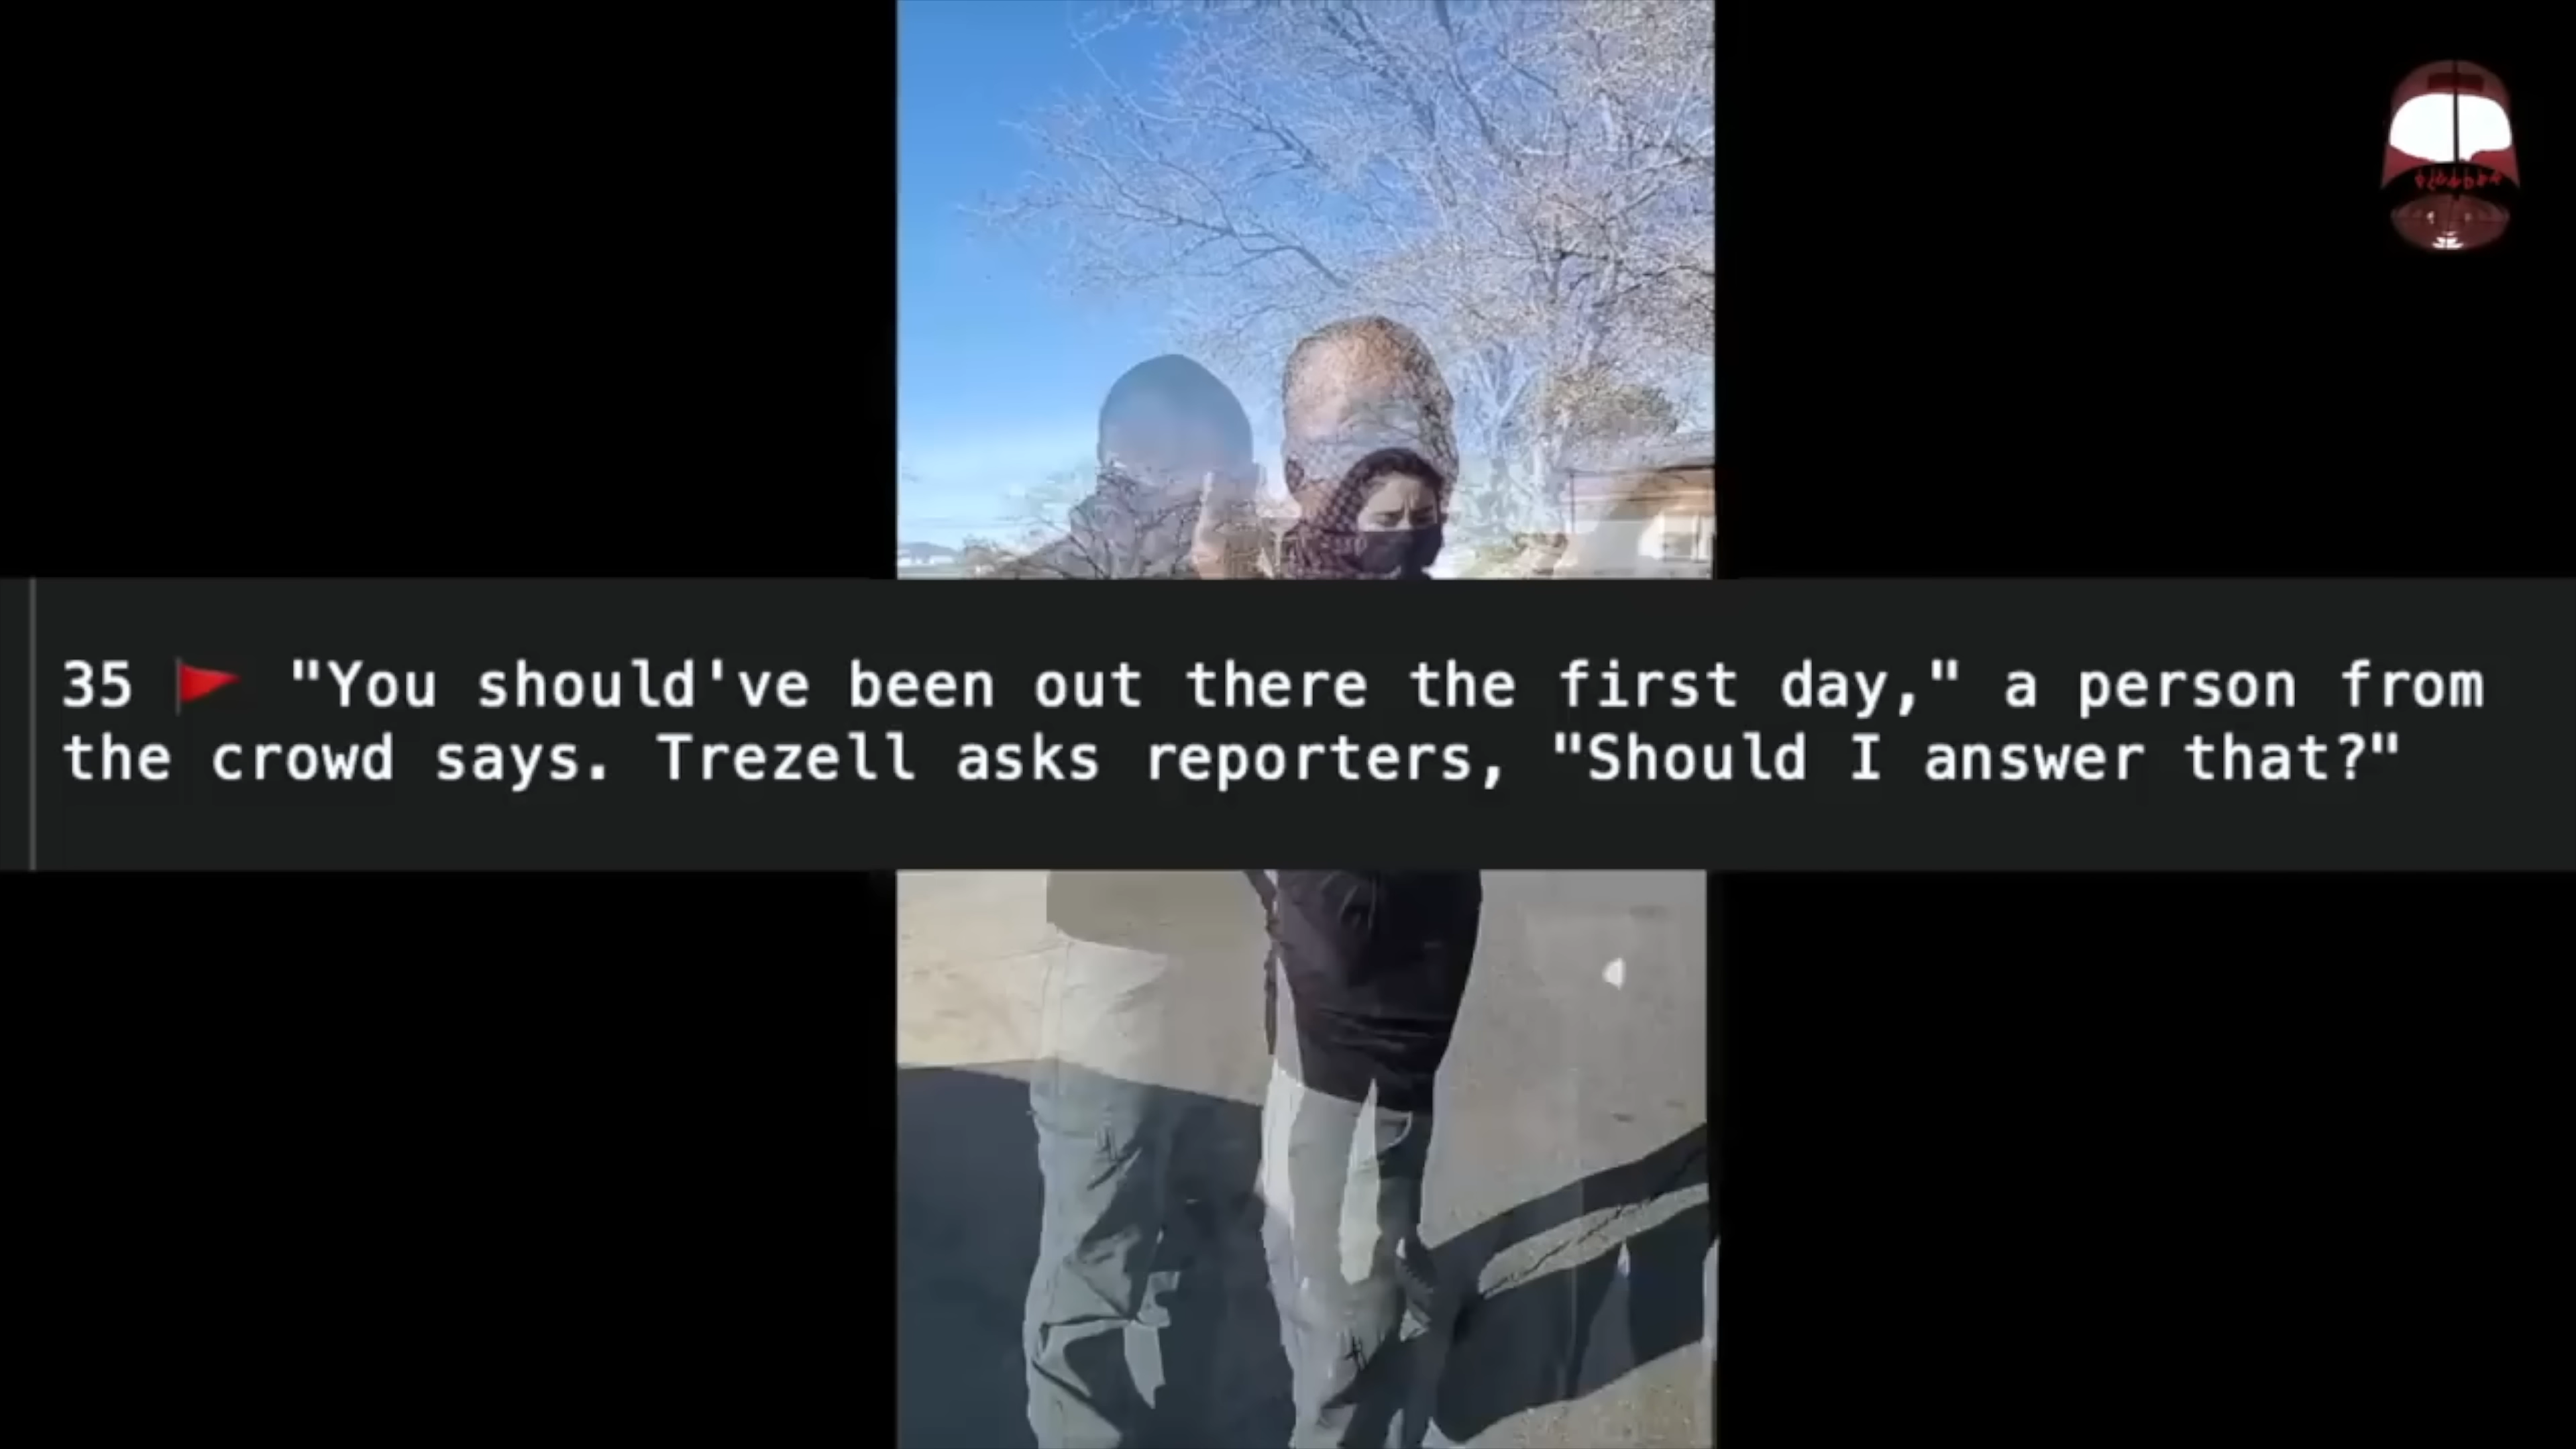 35 🚩 "You should've been out there the first day," a person from
the crowd says. Trezell asks reporters, "Should I answer that?"